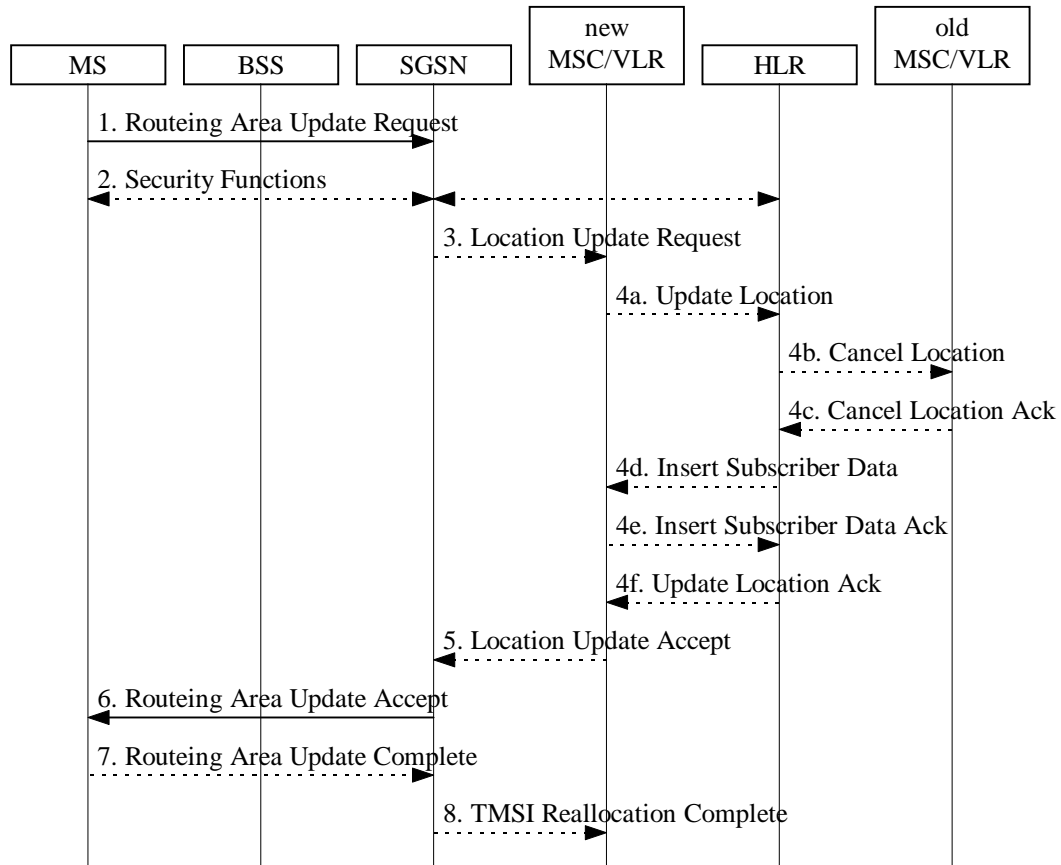 new
MSC/VLR
old
MSC/VLR
MS
BSS
SGSN
HLR
1. Routeing Area Update Request
2. Security Functions
3. Location Update Request
4a. Update Location
4b. Cancel Location
4c. Cancel Location Ack
4d. Insert Subscriber Data
4e. Insert Subscriber Data Ack
4f. Update Location Ack
5. Location Update Accept
6. Routeing Area Update Accept
7. Routeing Area Update Complete
8. TMSI Reallocation Complete